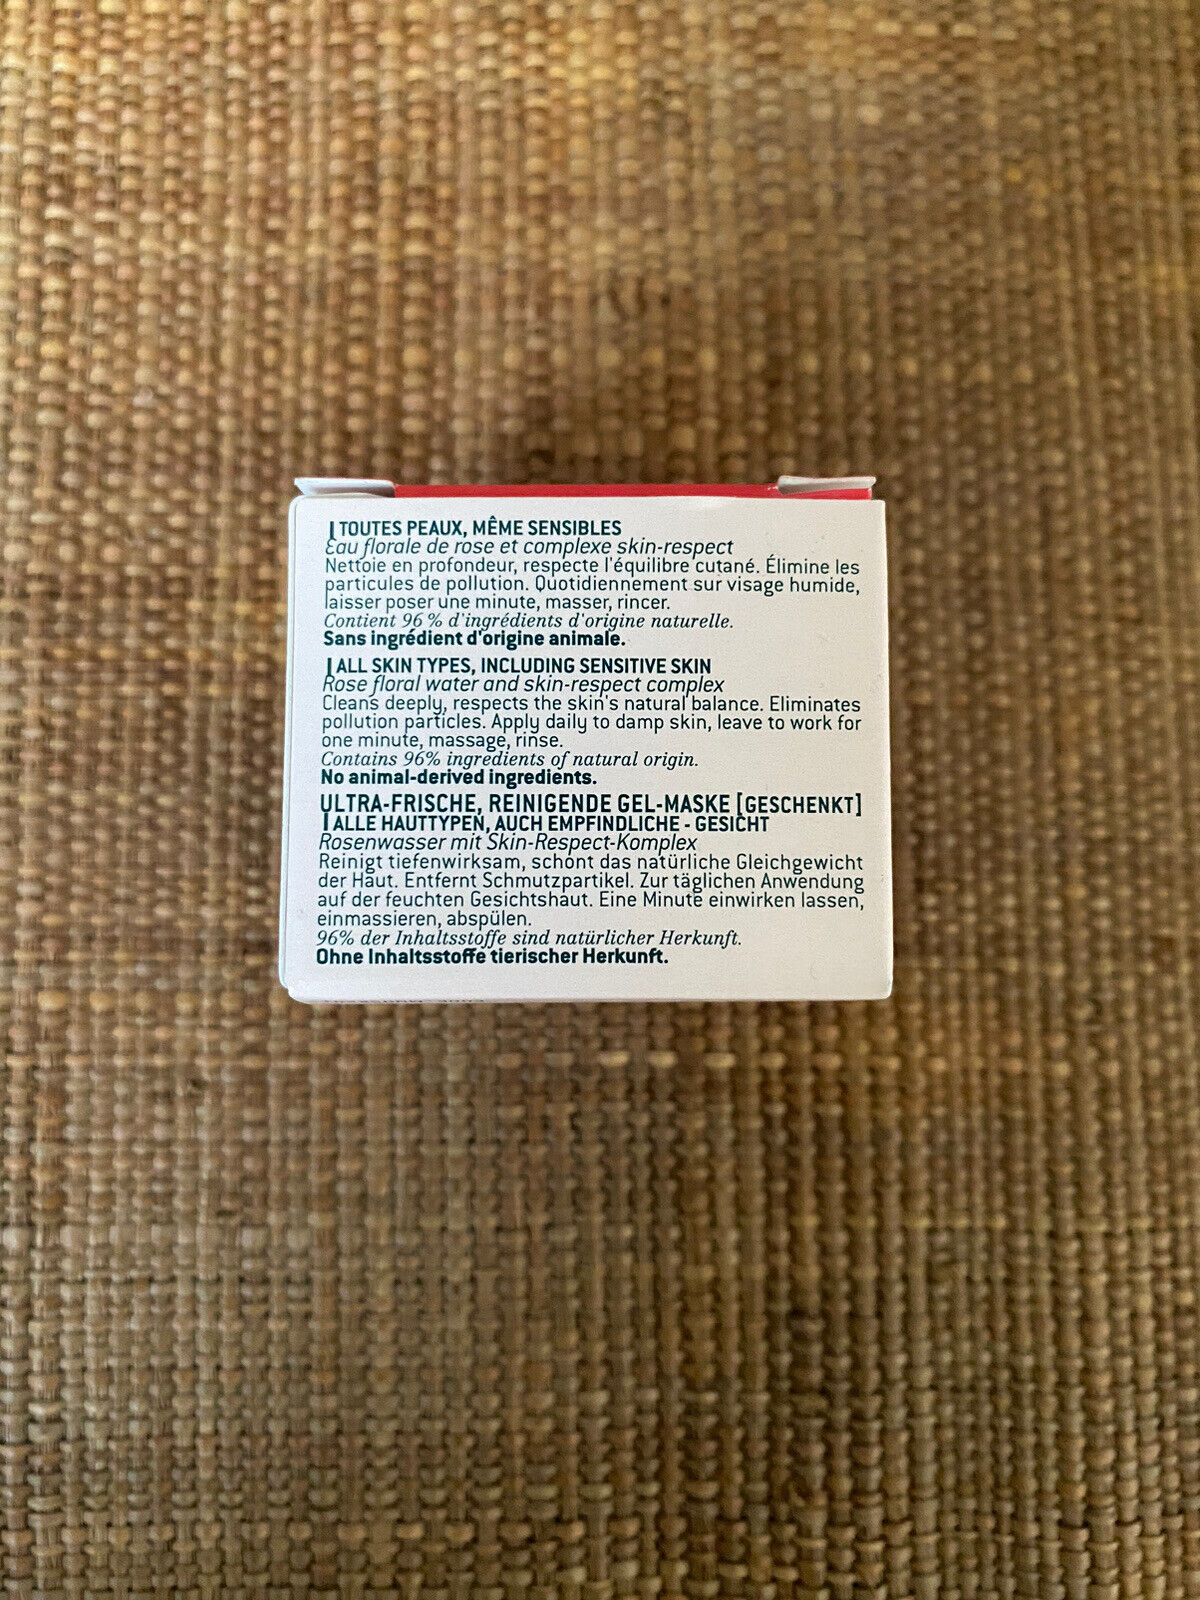 TOUTES PEAUX, MÊME SENSIBLES
Eau florale de rose et complexe skin-respect
Nettoie en profondeur, respecte l'équilibre cutané. Élimine les
particules de pollution. Quotidiennement sur visage humide,
laisser poser une minute, masser, rincer.
Contient 96 % d'ingrédients d'origine naturelle.
Sans ingrédient d'origine animale.
ALL SKIN TYPES, INCLUDING SENSITIVE SKIN
Rose floral water and skin-respect complex
Cleans deeply, respects the skin's natural balance. Eliminates
pollution particles. Apply daily to damp skin, leave to work for
one minute, massage, rinse.
Contains 96% ingredients of natural origin.
No animal-derived ingredients.
ULTRA-FRISCHE, REINIGENDE GEL-MASKE [GESCHENKT]
ALLE HAUTTYPEN, AUCH EMPFINDLICHE - GESICHT
Rosenwasser mit Skin-Respect-Komplex
Reinigt tiefenwirksam, schont das natürliche Gleichgewicht
der Haut. Entfernt Schmutzpartikel. Zur täglichen Anwendung
auf der feuchten Gesichtshaut. Eine Minute einwirken lassen,
einmassieren, abspülen.
96% der Inhaltsstoffe sind natürlicher Herkunft.
Ohne Inhaltsstoffe tierischer Herkunft.